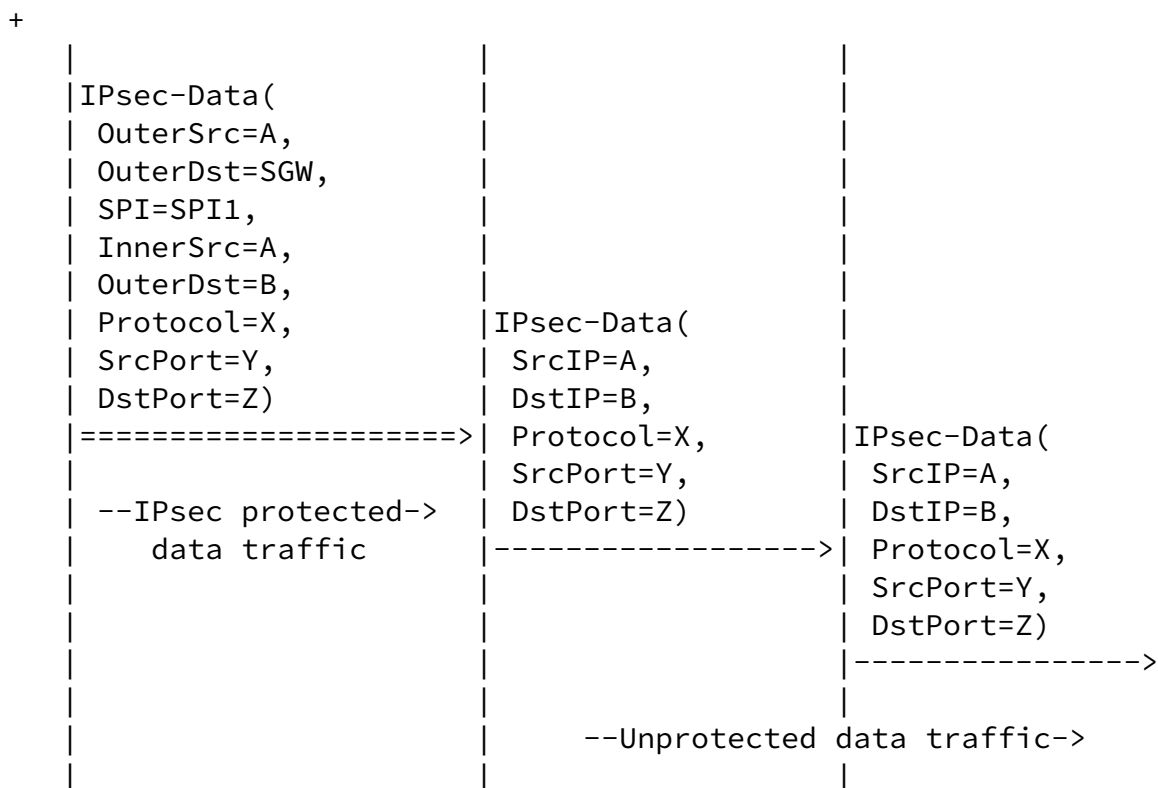 +
| | |
|IPsec-Data( | |
| OuterSrc=A, | |
| OuterDst=SGW, | |
| SPI=SPI1, | |
| InnerSrc=A, | |
| OuterDst=B, | |
| Protocol=X, |IPsec-Data( |
| SrcPort=Y, | SrcIP=A, |
| DstPort=Z) | DstIP=B, |
|=====================>| Protocol=X, |IPsec-Data(
| | SrcPort=Y, | SrcIP=A,
| --IPsec protected-> | DstPort=Z) | DstIP=B,
| data traffic |------------------>| Protocol=X,
| | | SrcPort=Y,
| | | DstPort=Z)
| | |---------------->
| | |
| | --Unprotected data traffic->
| | |